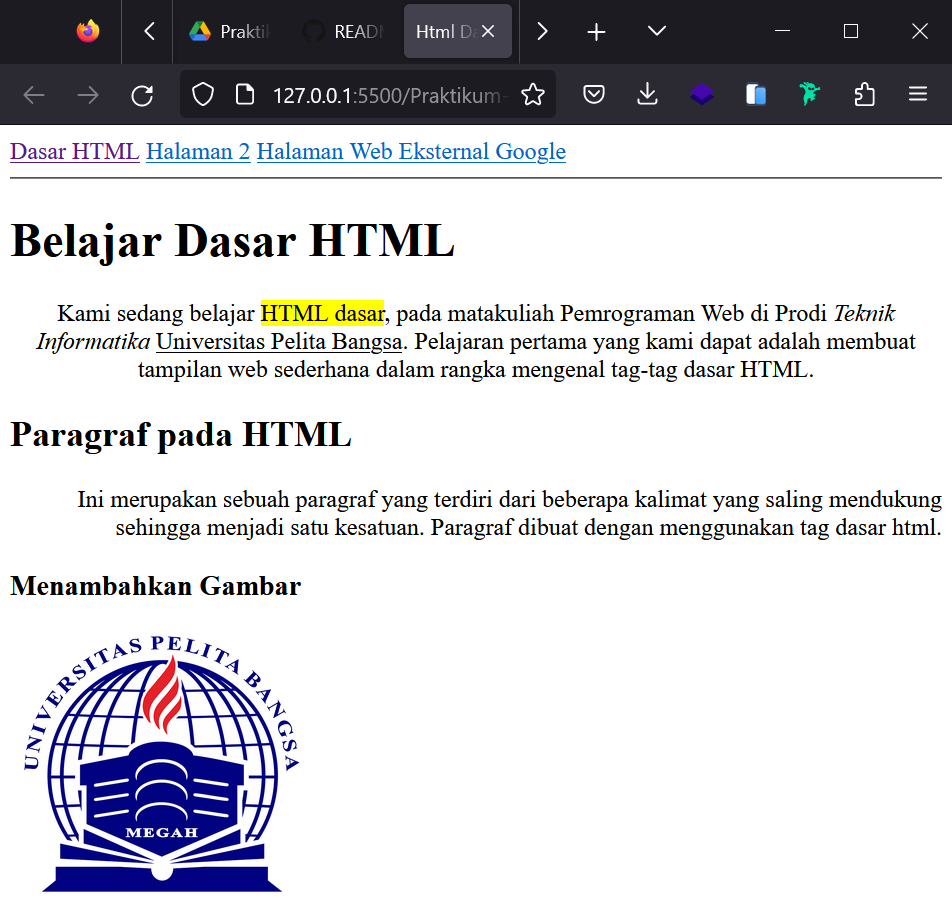 Prakti
READ
Html D
127.0.0.1:5500/Praktikum-
Dasar HTML Halaman 2 Halaman Web Eksternal Google
Belajar Dasar HTML
Kami sedang belajar HTML dasar, pada matakuliah Pemrograman Web di Prodi Teknik
Informatika Universitas Pelita Bangsa. Pelajaran pertama yang kami dapat adalah membuat
tampilan web sederhana dalam rangka mengenal tag-tag dasar HTML.
Paragraf pada HTML
Ini merupakan sebuah paragraf yang terdiri dari beberapa kalimat yang saling mendukung
sehingga menjadi satu kesatuan. Paragraf dibuat dengan menggunakan tag dasar html.
Menambahkan Gambar
UNIVERSITAS PELITA BANGSA
MEGAH